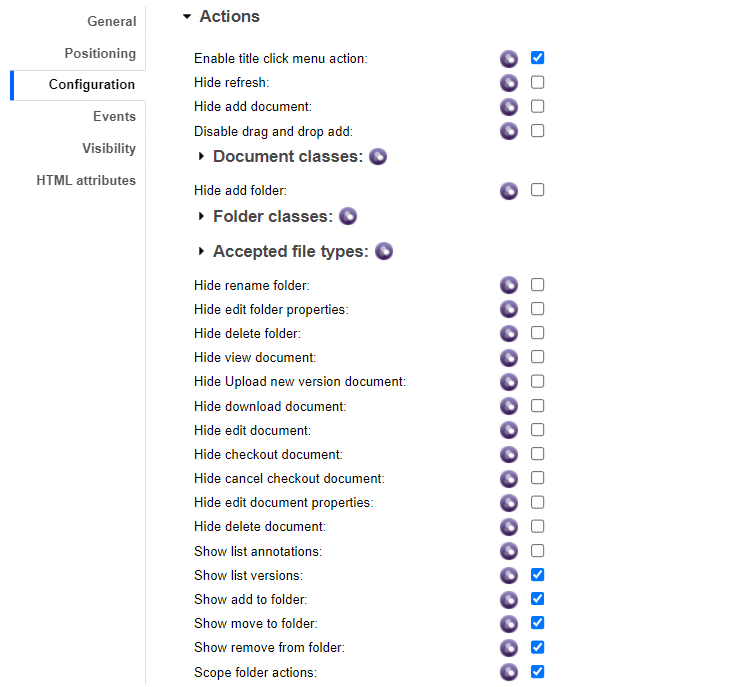 General
Positioning
Configuration
Events
Visibility
HTML attributes
Actions
Enable title click menu action:
Hide refresh:
Hide add document:
Disable drag and drop add:
Document classes:
Hide add folder:
Folder classes:
Accepted file types:
Hide rename folder:
Hide edit folder properties:
Hide delete folder:
Hide view document:
Hide Upload new version document:
Hide download document:
Hide edit document:
Hide checkout document:
Hide cancel checkout document:
Hide edit document properties:
Hide delete document:
Show list annotations:
Show list versions:
Show add to folder:
Show move to folder:
Show remove from folder:
Scope folder actions: